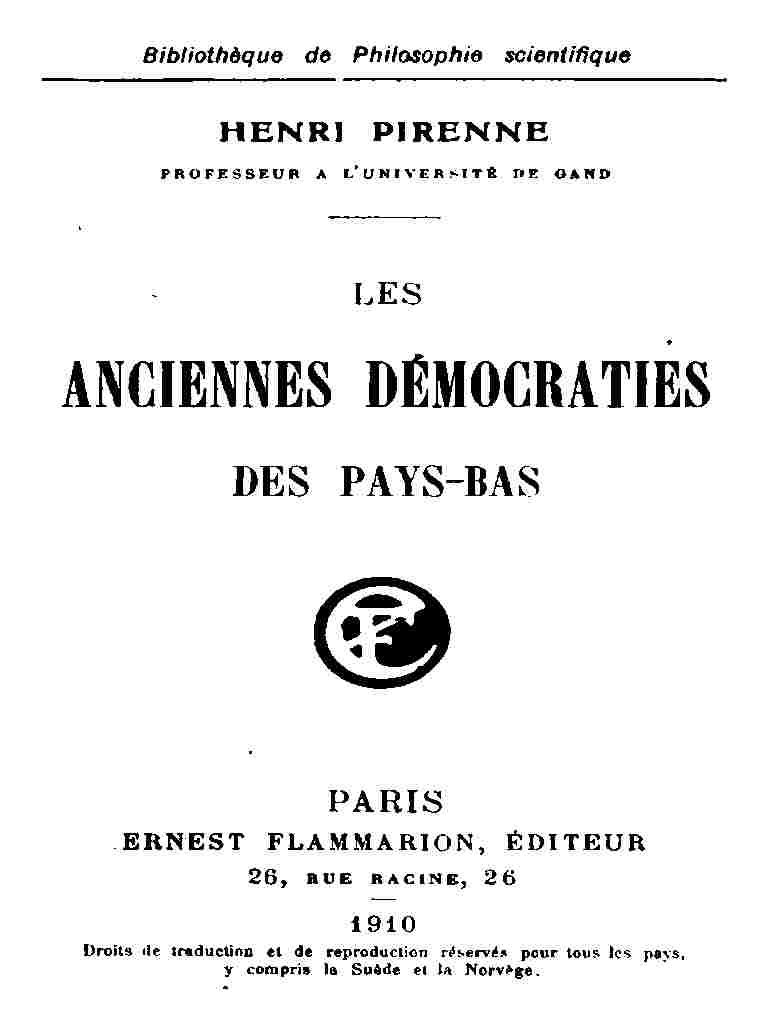 Bibliothèque de Philosophie scientifique
HENRI PIRENNE
PROFESSEUR A L'UNIVERSITÉ DE GAND
LES
ANCIENNES DÉMOCRATIES
DES PAYS-BAS
PARIS
ERNEST FLAMMARION, ÉDITEUR
26, RUE RACINE, 26
1910
Droits de traduction et de reproduction réservés pour tous les pays,
y compris la Suède et la Norvège.